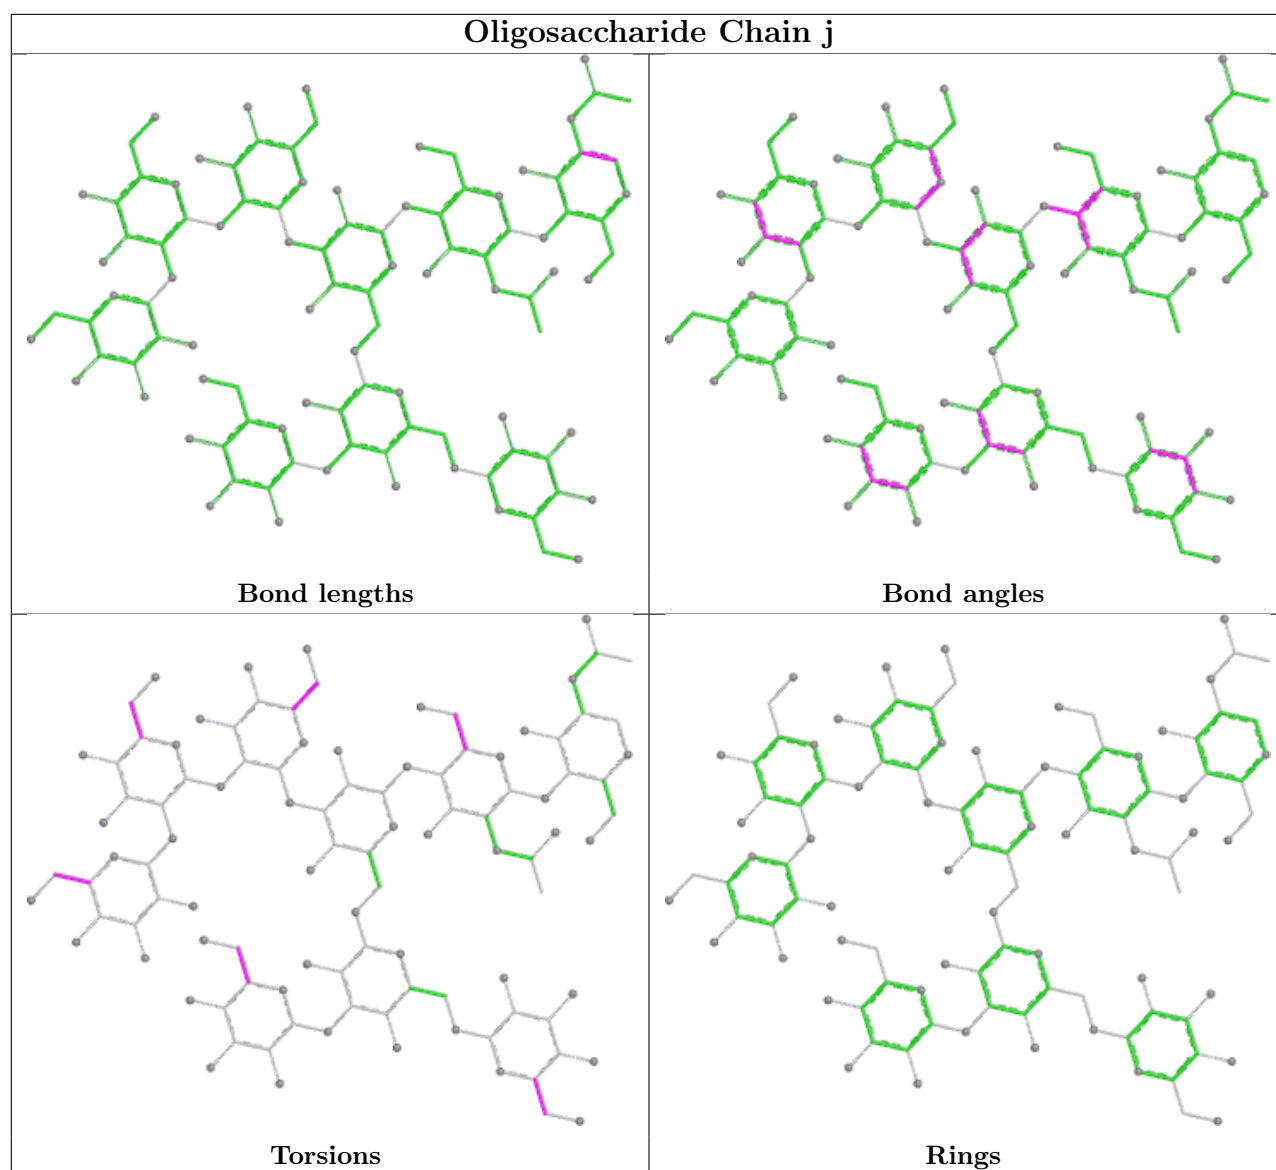 Oligosaccharide Chain j
Bond lengths
Bond angles
Torsions
Rings